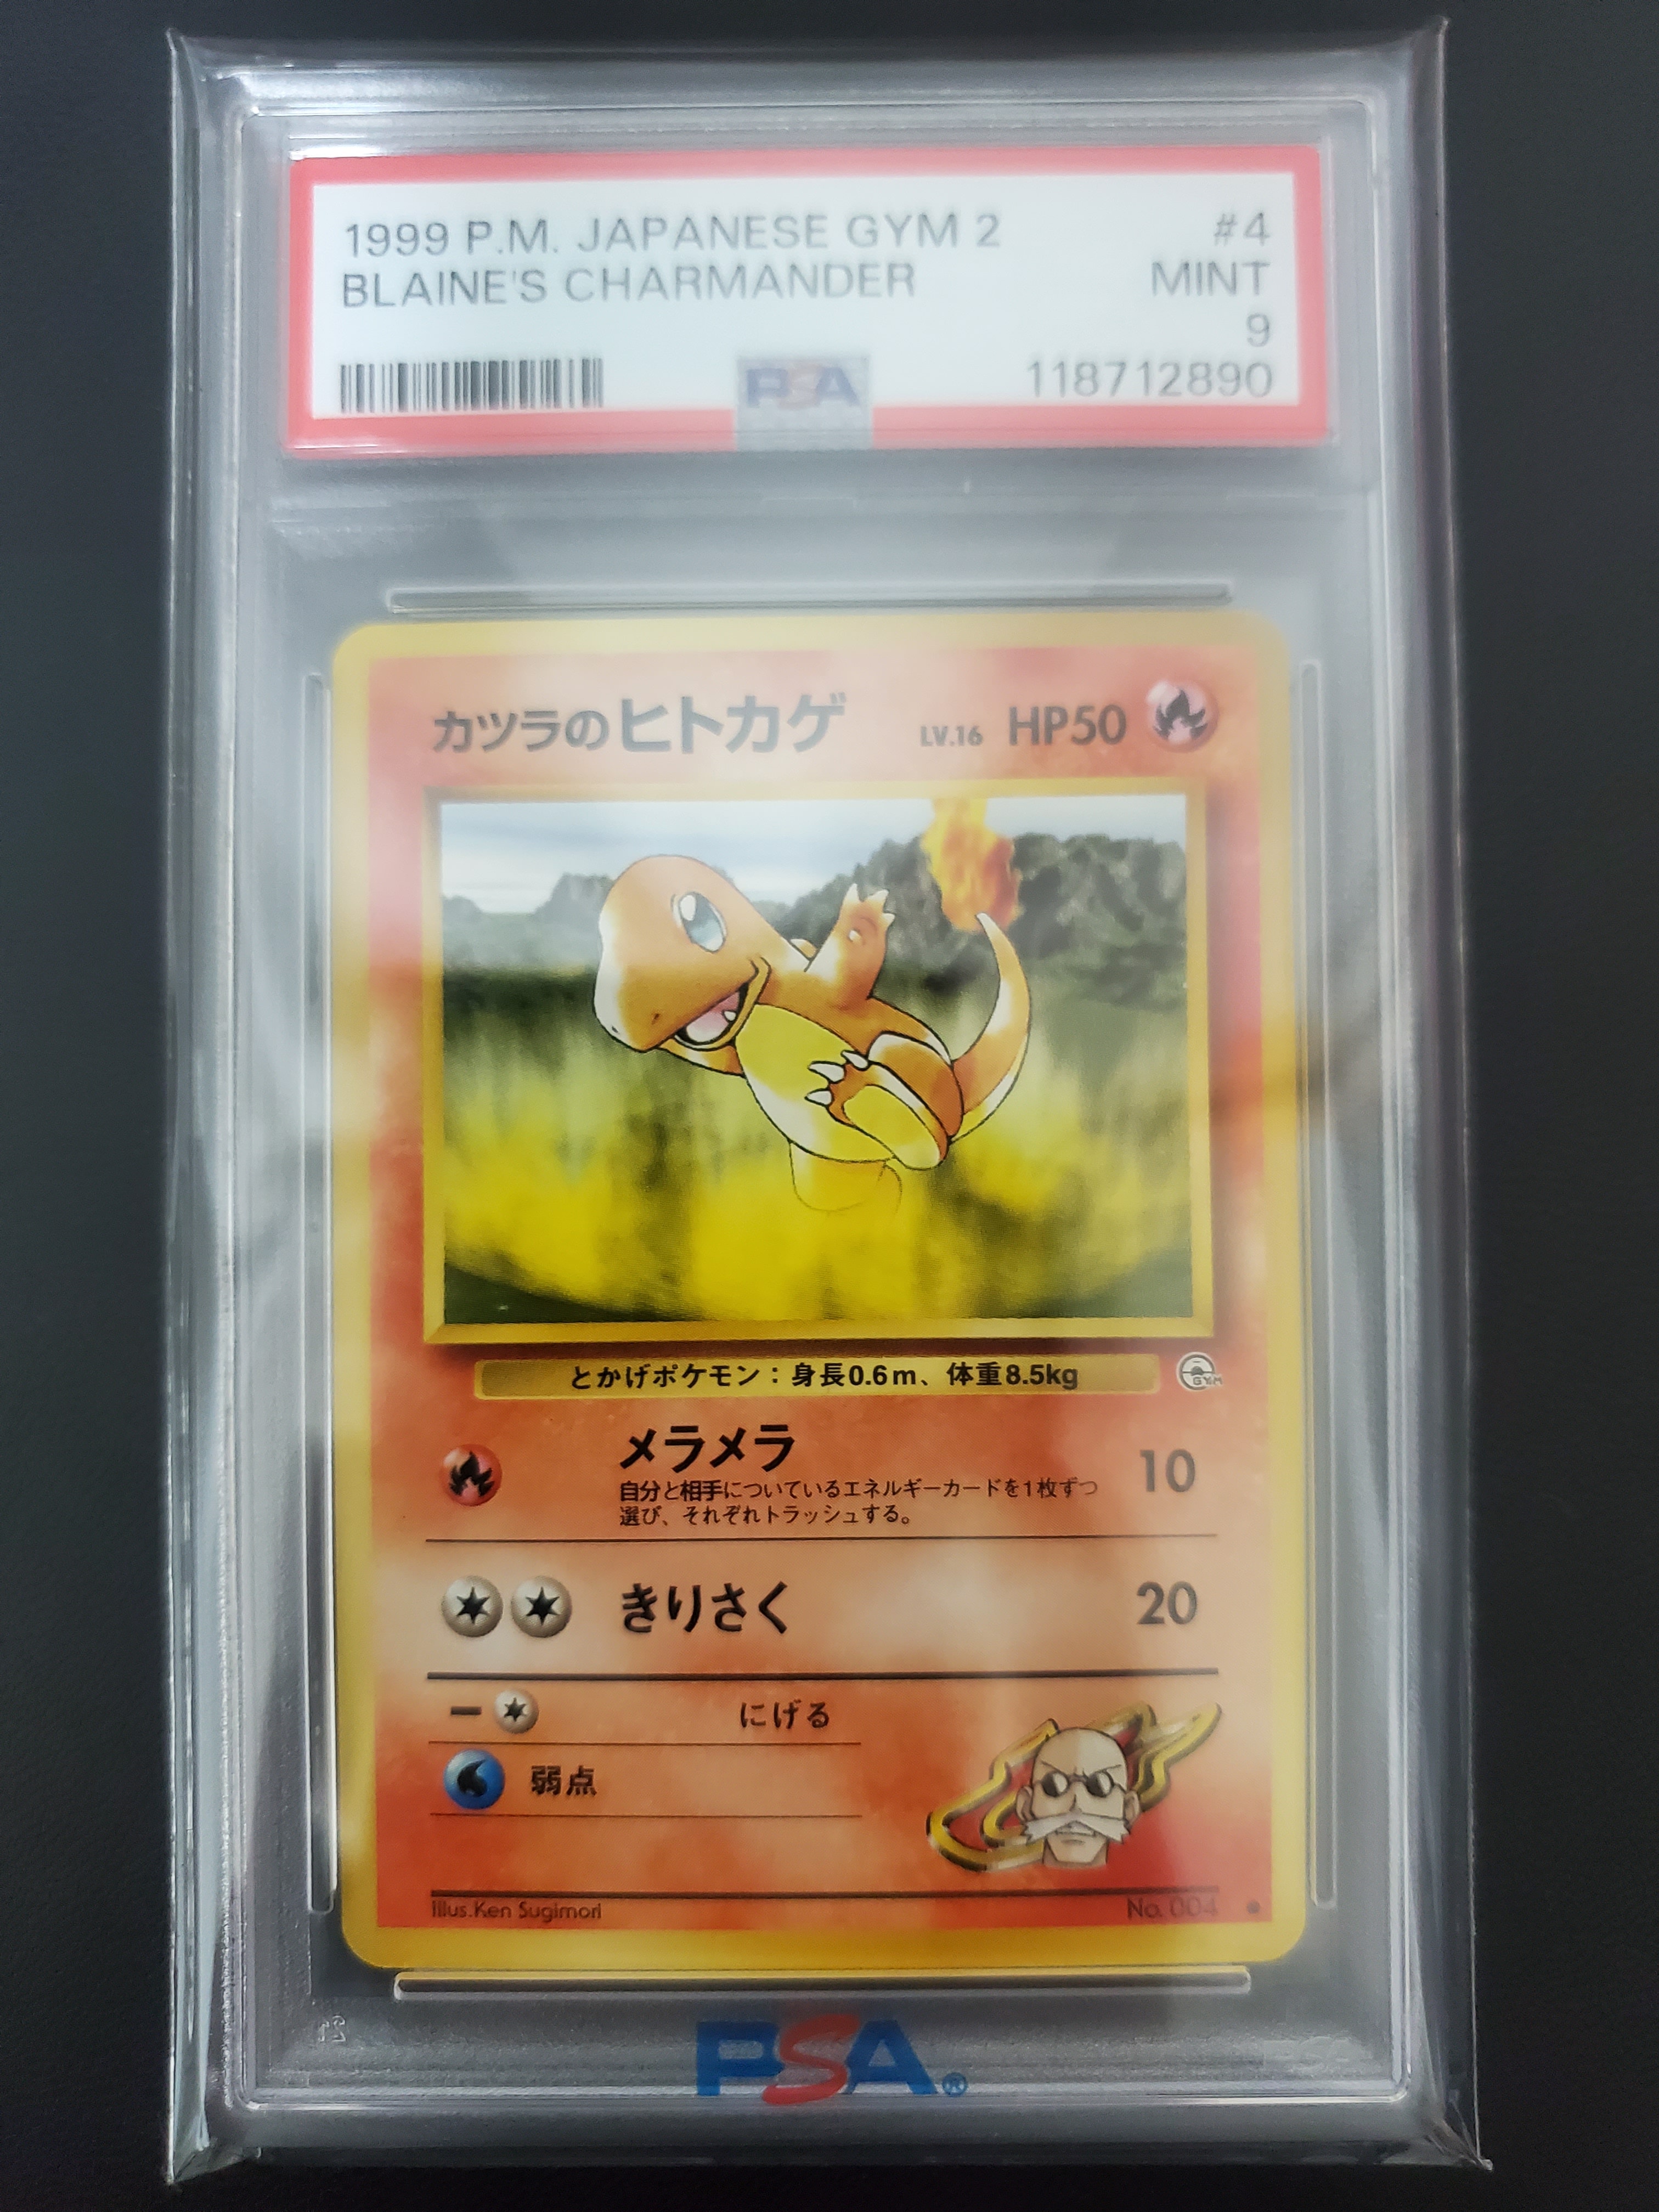 1999 P.M. JAPANESE GYM 2 #4
BLAINE'S CHARMANDER MINT
9
PSA 118712890
カツラのヒトカゲ LV.16 HP50
とかげポケモン：身長0.6m、体重8.5kg
GYM
メラメラ 10
自分と相手についているエネルギーカードを1枚ずつ
選び、それぞれトラッシュする。
きりさく 20
にげる
弱点
Illus.Ken Sugimori No. 004 ●
PSA®